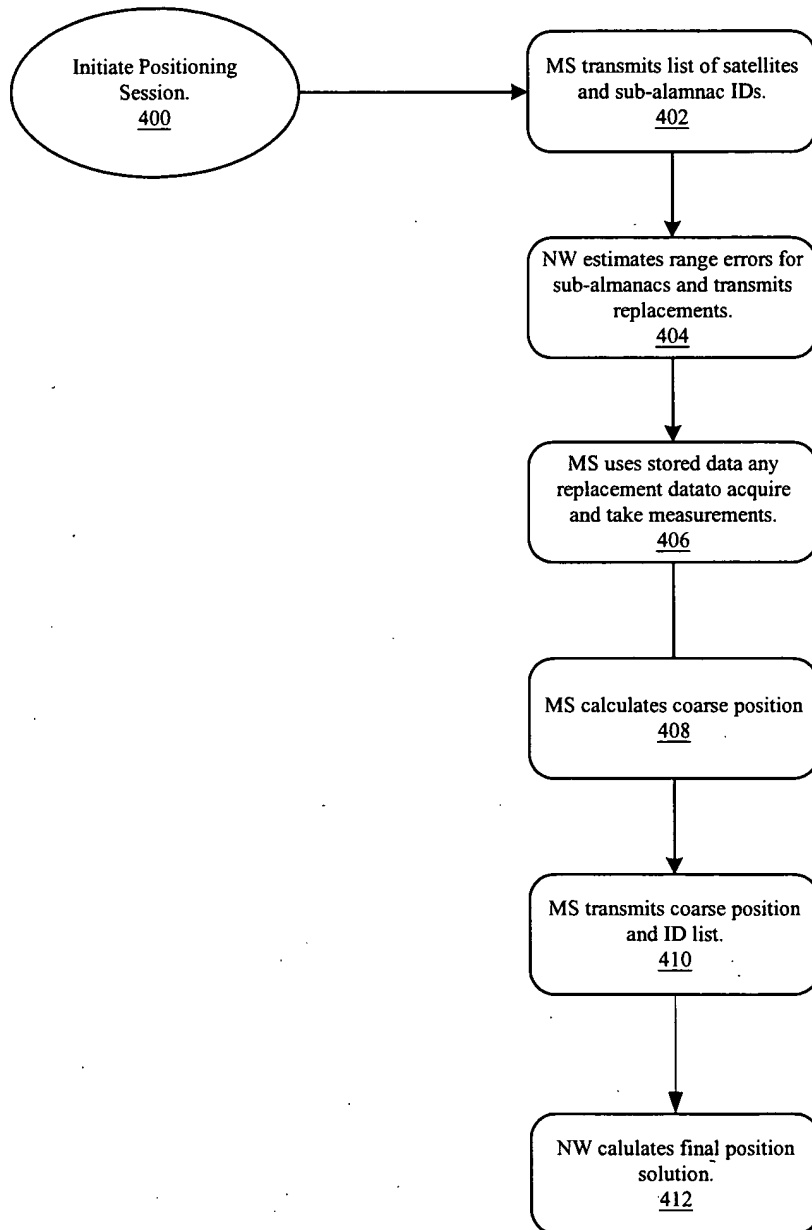 Initiate Positioning
Session.
400
MS transmits list of satellites
and sub-alamnac IDs.
402
NW estimates range errors for
sub-almanacs and transmits
replacements.
404
MS uses stored data any
replacement datato acquire
and take measurements.
406
MS calculates coarse position
408
MS transmits coarse position
and ID list.
410
NW calulates final position
solution.
412